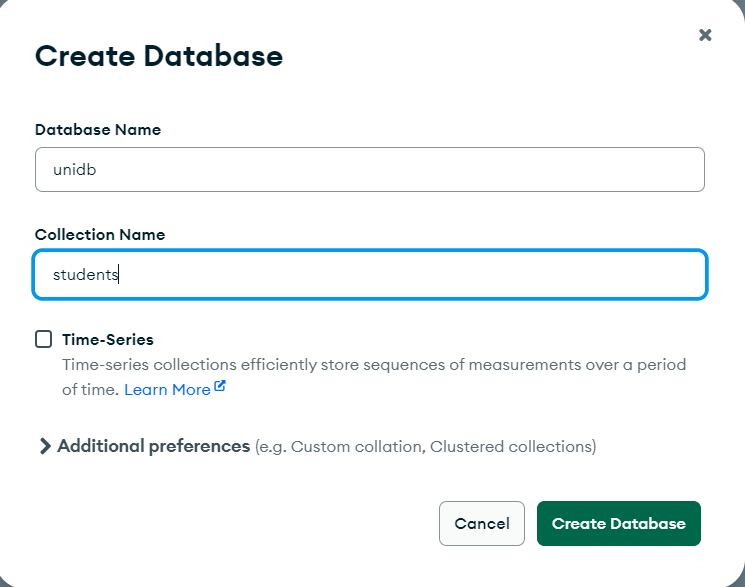 Create Database
Database Name
unidb
Collection Name
students
Time-Series
Time-series collections efficiently store sequences of measurements over a period
of time. Learn More
Additional preferences (e.g. Custom collation, Clustered collections)
Cancel
Create Database